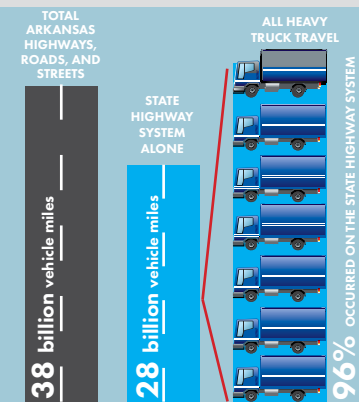 TOTAL
ARKANSAS
HIGHWAYS,
ROADS, AND
STREETS
38 billion vehicle miles
STATE
HIGHWAY
SYSTEM
ALONE
28 billion vehicle miles
ALL HEAVY
TRUCK TRAVEL
96% OCCURRED ON THE STATE HIGHWAY SYSTEM